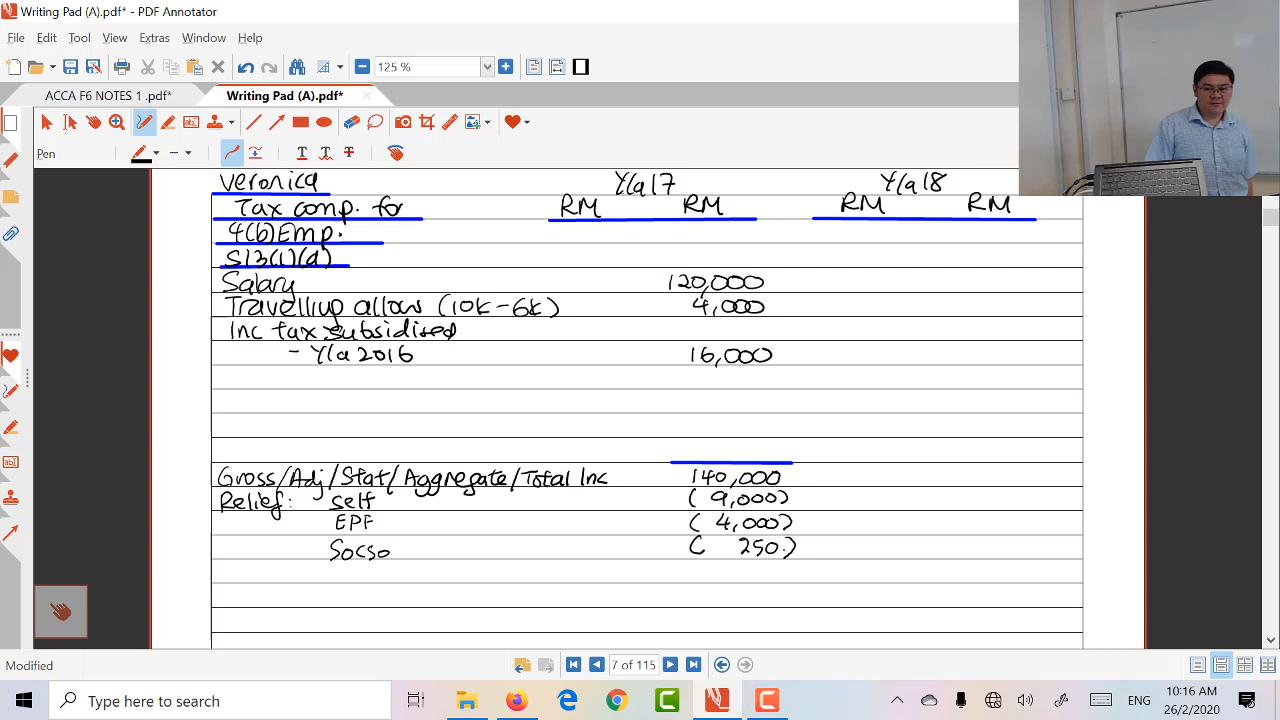 Writing Pad (A).pdf* - PDF Annotator
File Edit Tool View Extras Window Help
125 %
ACCA F6 NOTES 1 .pdf*
Writing Pad (A).pdf*
Pen
Veronica Y/a 17 Y/a 18
Tax comp. for RM RM RM RM
4(b) Emp.
S13(1)(a)
Salary 120,000
Travelling allow (10k-6k) 4,000
Inc tax subsidised
- Y/a 2016 16,000
Gross/Adj/Stat/Aggregate/Total Inc 140,000
Relief: Self (9,000)
EPF (4,000)
Socso (250.)
7 of 115
Modified
Type here to search
ENG
10:16 AM
26/2/2020